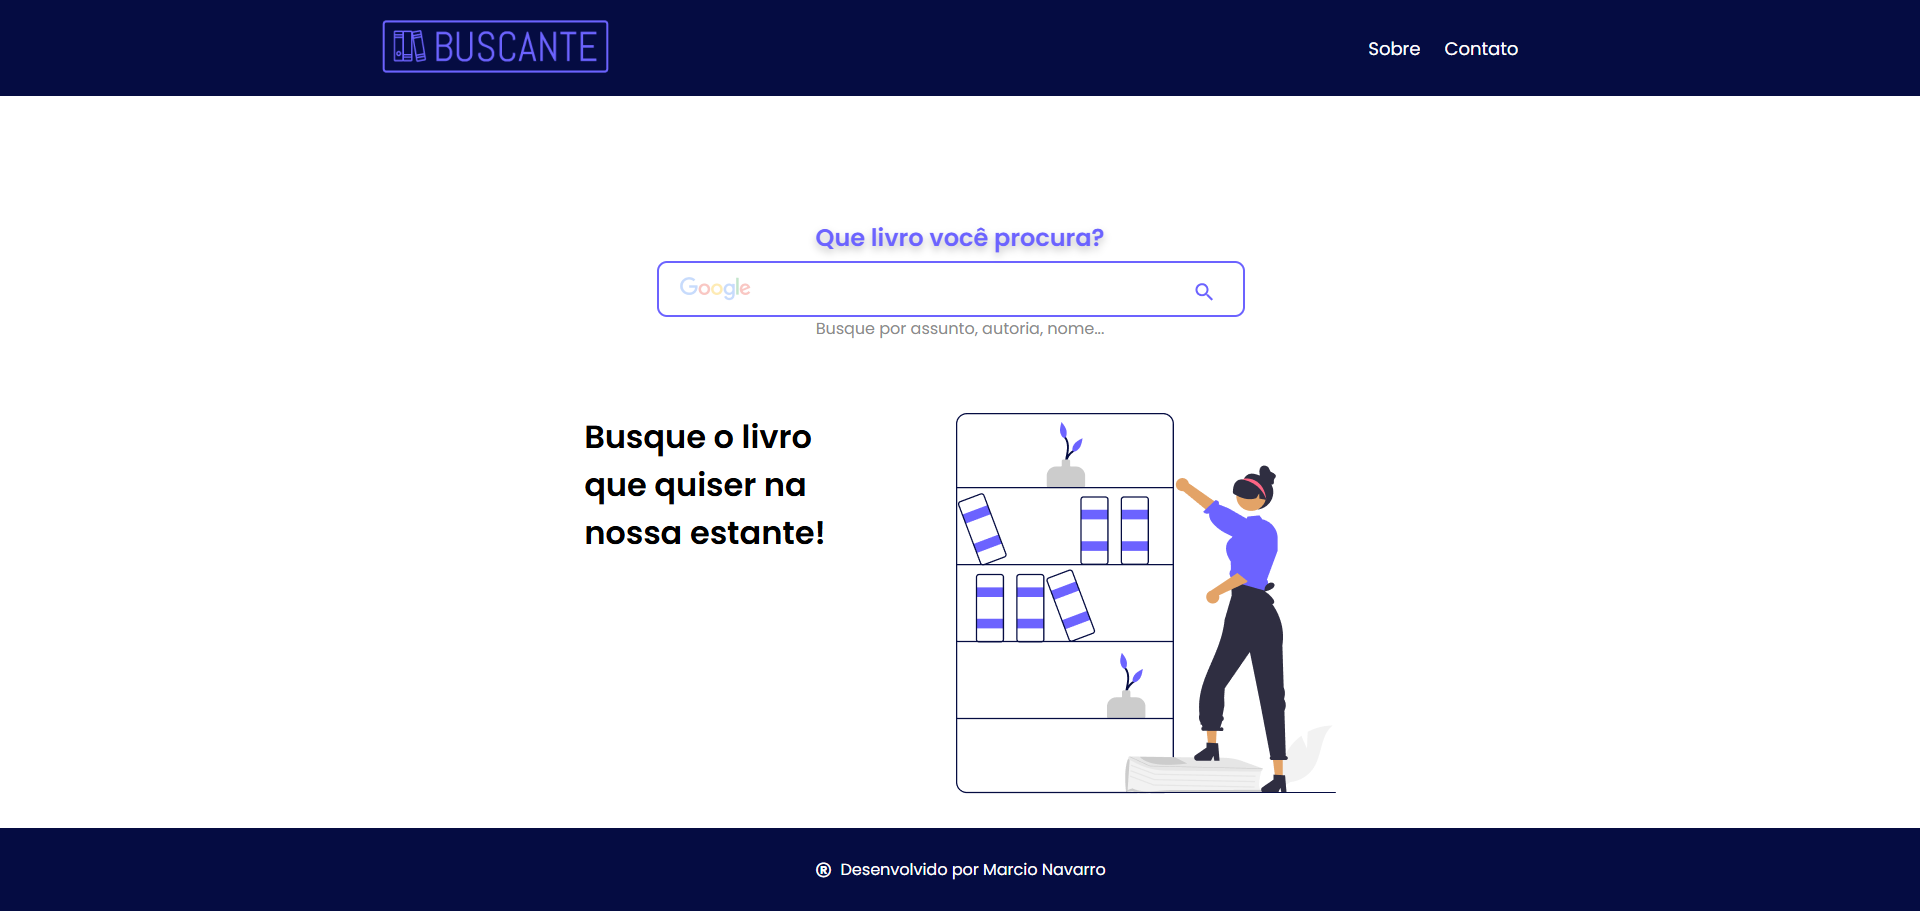 BUSCANTE
Sobre Contato
Que livro você procura?
Google
Busque por assunto, autoria, nome...
Busque o livro
que quiser na
nossa estante!
® Desenvolvido por Marcio Navarro